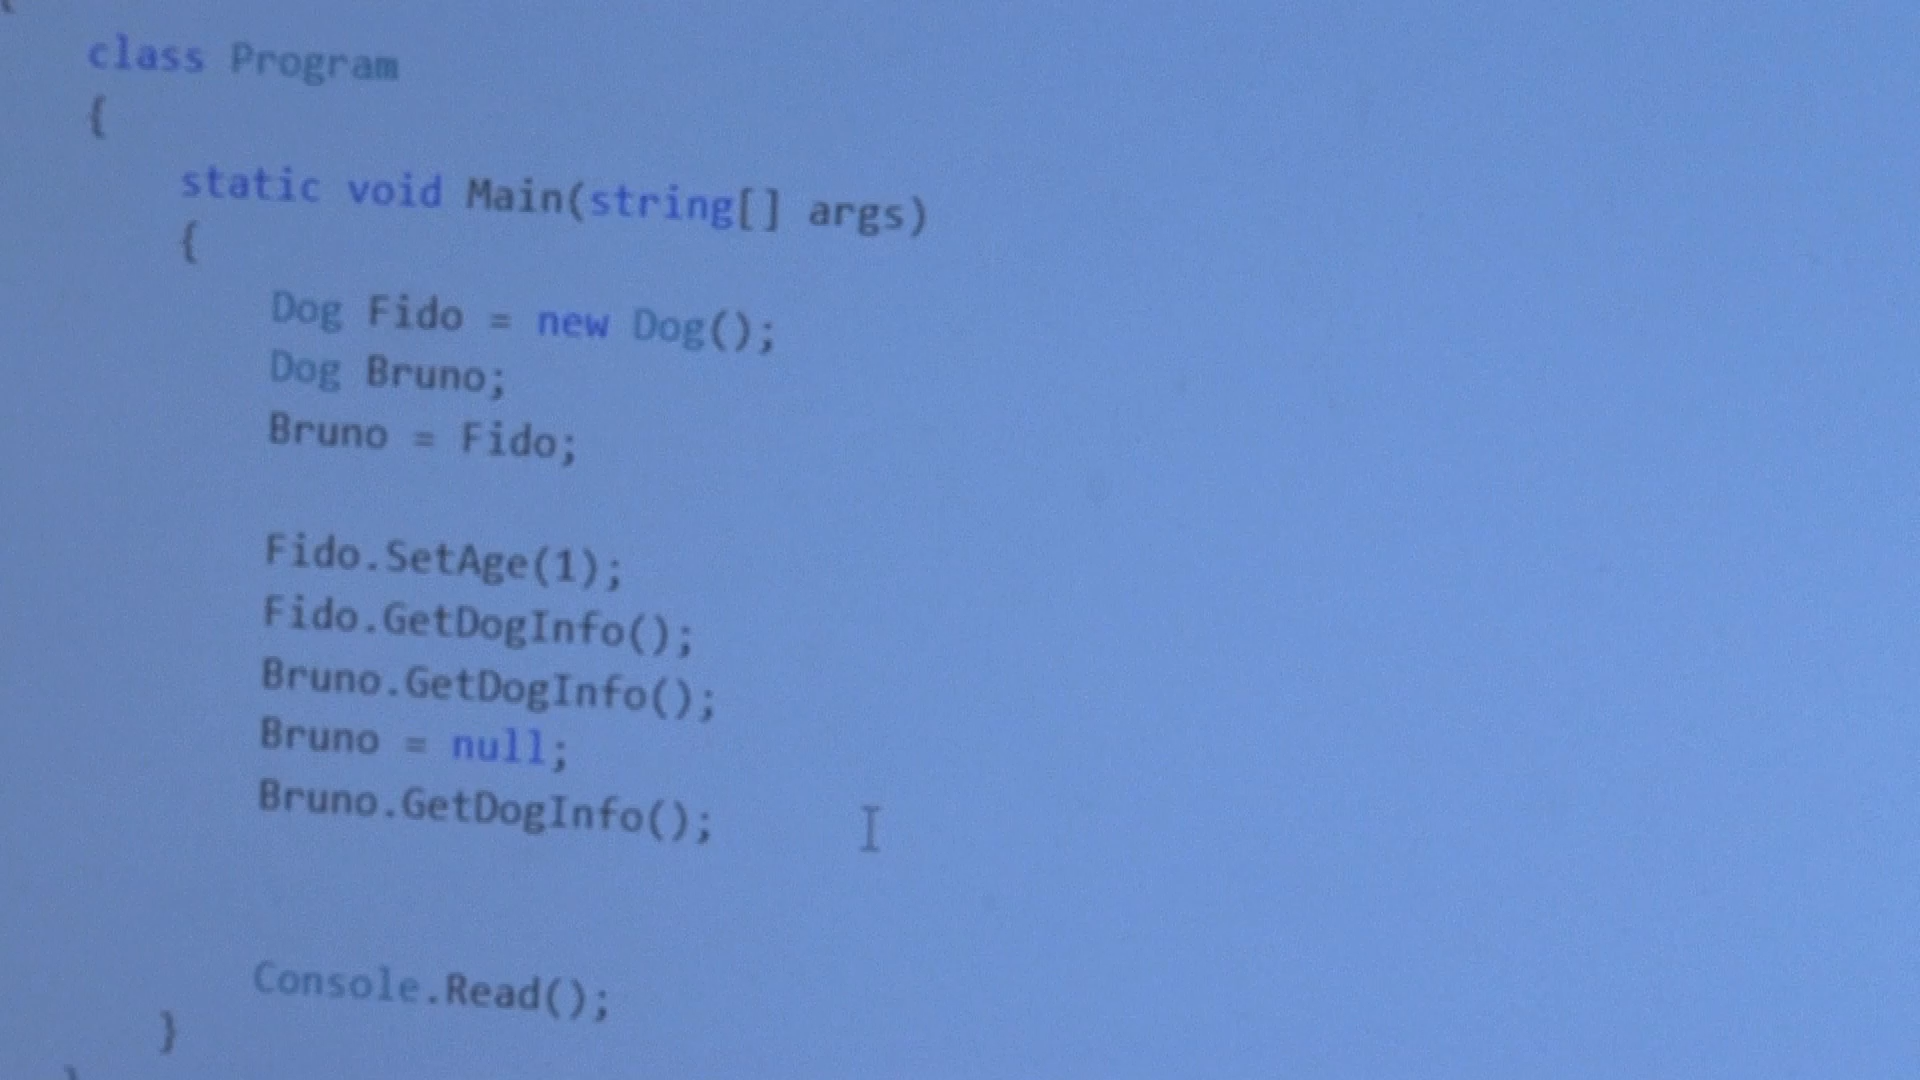 class Program
{
static void Main(string[] args)
{
Dog Fido = new Dog();
Dog Bruno;
Bruno = Fido;
Fido.SetAge(1);
Fido.GetDogInfo();
Bruno.GetDogInfo();
Bruno = null;
Bruno.GetDogInfo();
Console.Read();
}